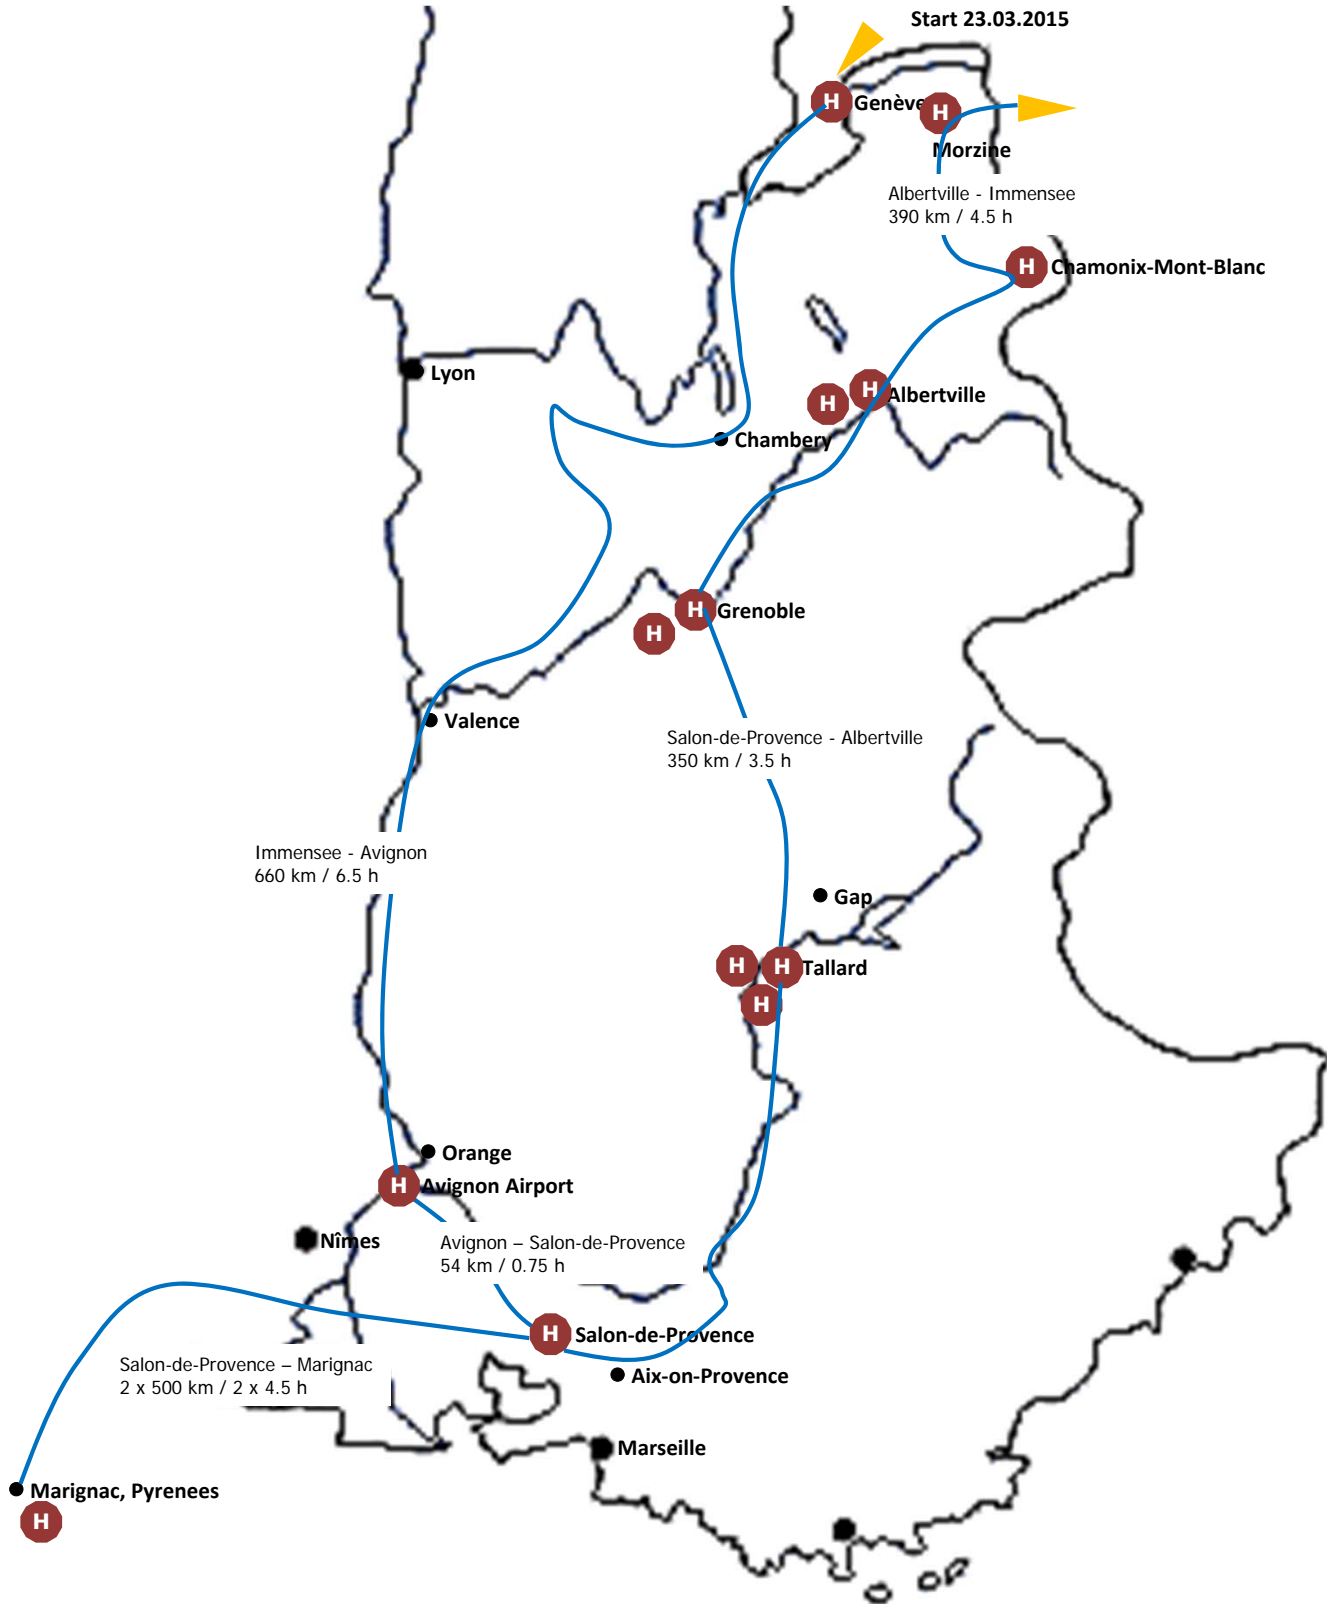 Start 23.03.2015
H
Genève
H
Morzine
Albertville - Immensee
390 km / 4.5 h
H
Chamonix-Mont-Blanc
Lyon
H
H
Albertville
Chambery
H
Grenoble
H
Valence
Salon-de-Provence - Albertville
350 km / 3.5 h
Immensee - Avignon
660 km / 6.5 h
Gap
H
H
Tallard
H
Orange
H
Avignon Airport
Nîmes
Avignon – Salon-de-Provence
54 km / 0.75 h
H
Salon-de-Provence
Salon-de-Provence – Marignac
2 x 500 km / 2 x 4.5 h
Aix-on-Provence
Marseille
Marignac, Pyrenees
H